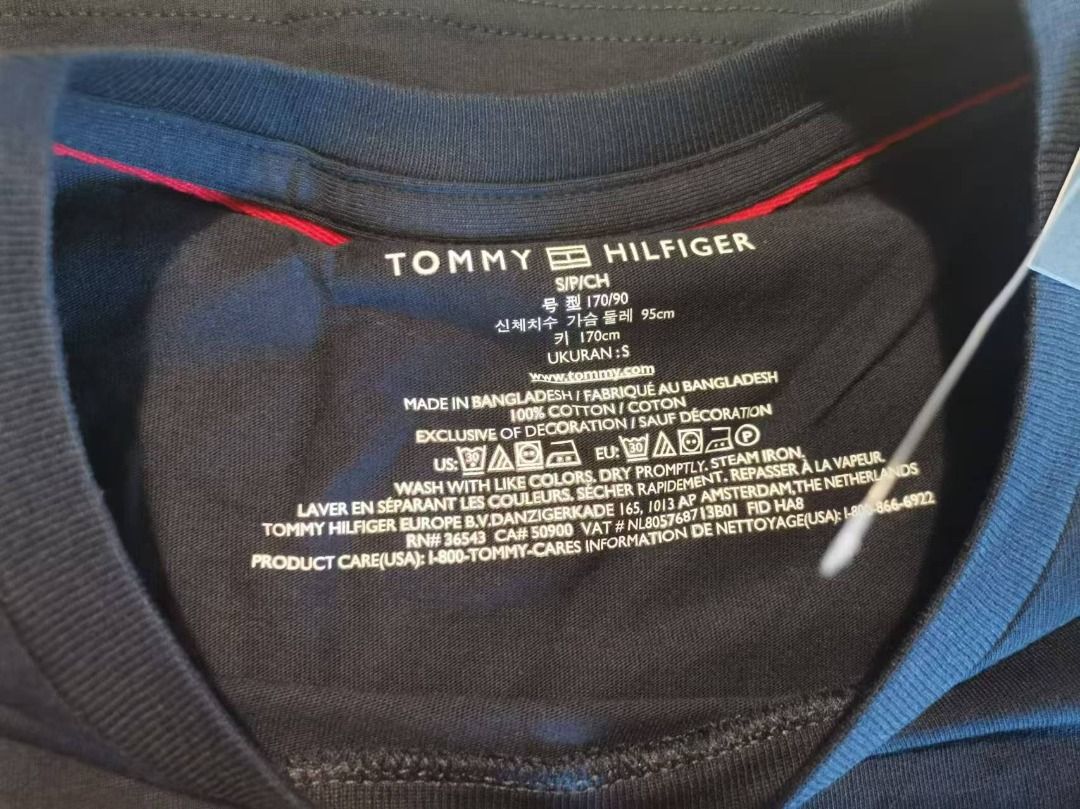 TOMMY HILFIGER
S/P/CH
号型 170/90
신체치수 가슴 둘레 95cm
키 170cm
UKURAN : S
www.tommy.com
MADE IN BANGLADESH / FABRIQUÉ AU BANGLADESH
100% COTTON / COTON
EXCLUSIVE OF DECORATION / SAUF DÉCORATION
US: 30 EU: 30 P
WASH WITH LIKE COLORS. DRY PROMPTLY. STEAM IRON.
LAVER EN SÉPARANT LES COULEURS. SÉCHER RAPIDEMENT. REPASSER À LA VAPEUR.
TOMMY HILFIGER EUROPE B.V. DANZIGERKADE 165, 1013 AP AMSTERDAM, THE NETHERLANDS
RN# 36543 CA# 50900 VAT # NL805768713B01 FID HA8
PRODUCT CARE(USA): 1-800-TOMMY-CARES INFORMATION DE NETTOYAGE(USA): 866-6922